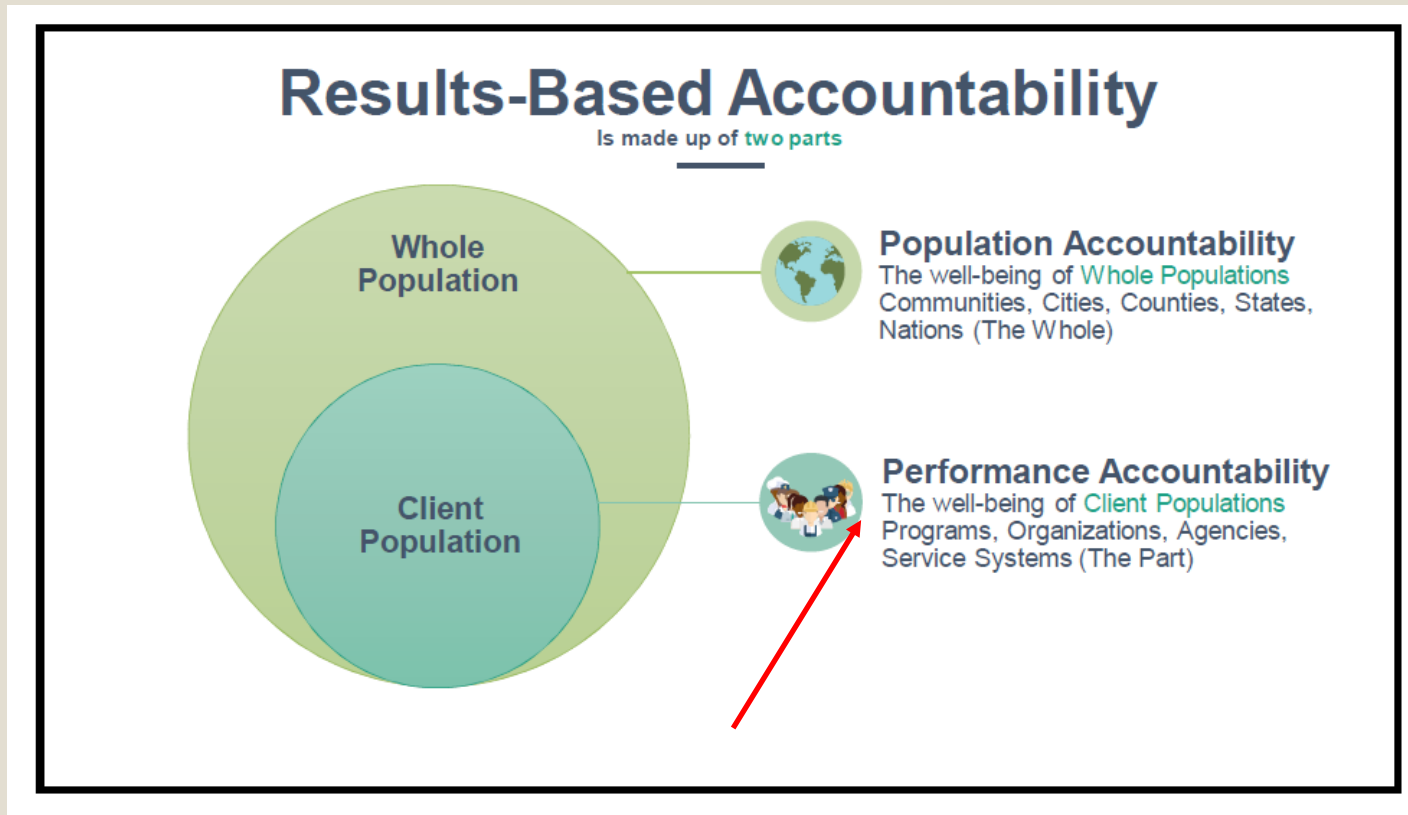 Results-Based Accountability
Is made up of two parts
Whole
Population
Client
Population
Population Accountability
The well-being of Whole Populations
Communities, Cities, Counties, States,
Nations (The Whole)
Performance Accountability
The well-being of Client Populations
Programs, Organizations, Agencies,
Service Systems (The Part)